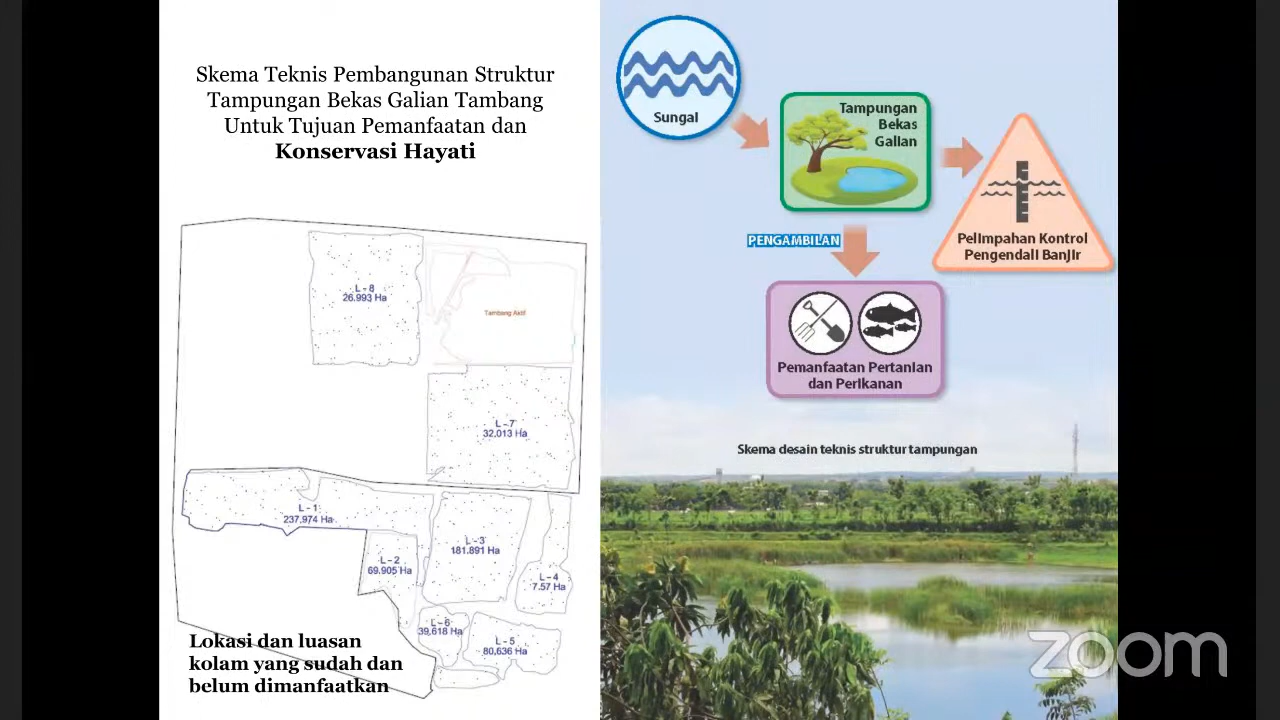 Skema Teknis Pembangunan Struktur
Tampungan Bekas Galian Tambang
Untuk Tujuan Pemanfaatan dan
Konservasi Hayati
L - 8
26.993 Ha
Tambang Aktif
L - 7
32,013 Ha
L - 1
237,974 Ha
L - 2
69.905 Ha
L - 3
181.891 Ha
L - 4
7.57 Ha
L - 6
39,618 Ha
L - 5
80,636 Ha
Lokasi dan luasan
kolam yang sudah dan
belum dimanfaatkan
Sungai
Tampungan
Bekas
Galian
PENGAMBILAN
Pelimpahan Kontrol
Pengendali Banjir
Pemanfaatan Pertanian
dan Perikanan
Skema desain teknis struktur tampungan
zoom